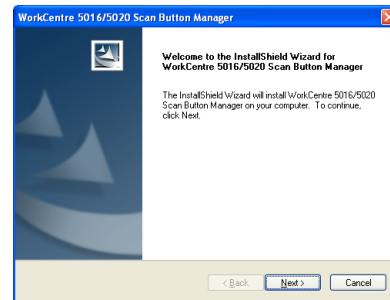 WorkCentre 5016/5020 Scan Button Manager
Welcome to the InstallShield Wizard for
WorkCentre 5016/5020 Scan Button Manager
The InstallShield Wizard will install WorkCentre 5016/5020
Scan Button Manager on your computer. To continue,
click Next.
< Back Next > Cancel